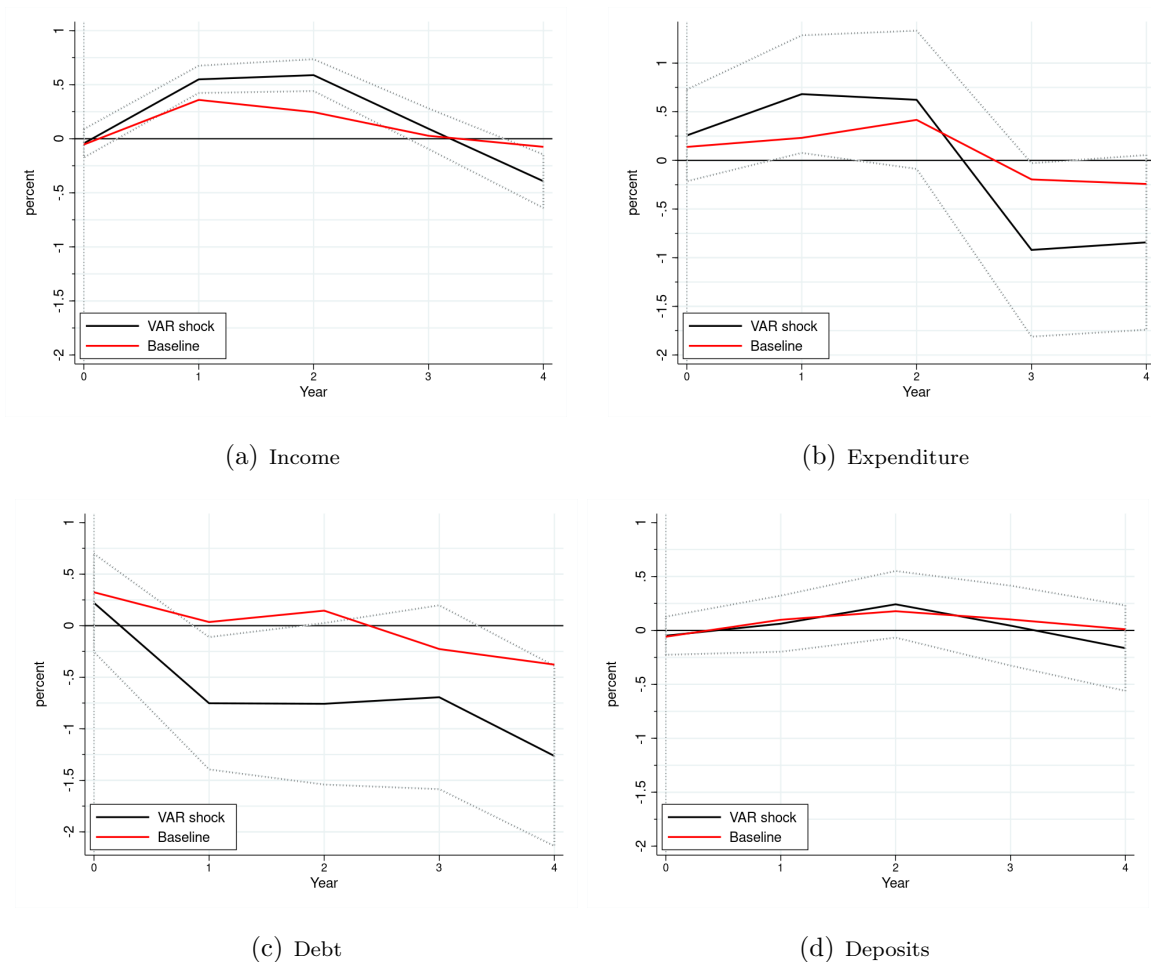 1
.5
0
-.5
-1
-1.5
-2
percent
VAR shock
Baseline
0 1 2 3 4
Year
(a) Income
1
.5
0
-.5
-1
-1.5
-2
percent
VAR shock
Baseline
0 1 2 3 4
Year
(b) Expenditure
1
.5
0
-.5
-1
-1.5
-2
percent
VAR shock
Baseline
0 1 2 3 4
Year
(c) Debt
1
.5
0
-.5
-1
-1.5
-2
percent
VAR shock
Baseline
0 1 2 3 4
Year
(d) Deposits